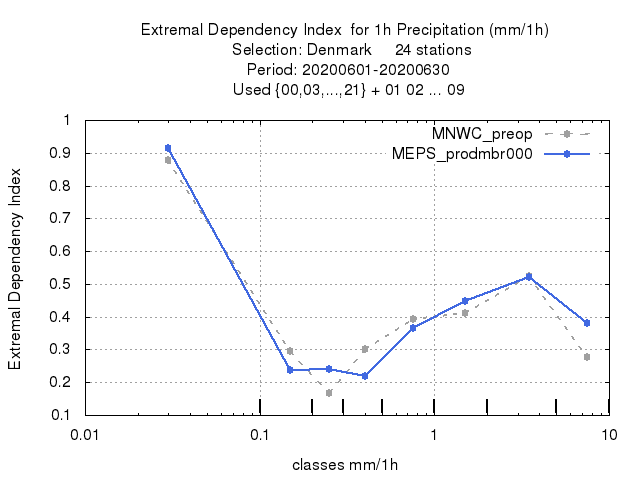 Extremal Dependency Index  for 1h Precipitation (mm/1h)
Selection: Denmark     24 stations
Period: 20200601-20200630
Used {00,03,...,21} + 01 02 ... 09
MNWC_preop
MEPS_prodmbr000
Extremal Dependency Index
1
0.9
0.8
0.7
0.6
0.5
0.4
0.3
0.2
0.1
0.01 0.1 1 10
classes mm/1h